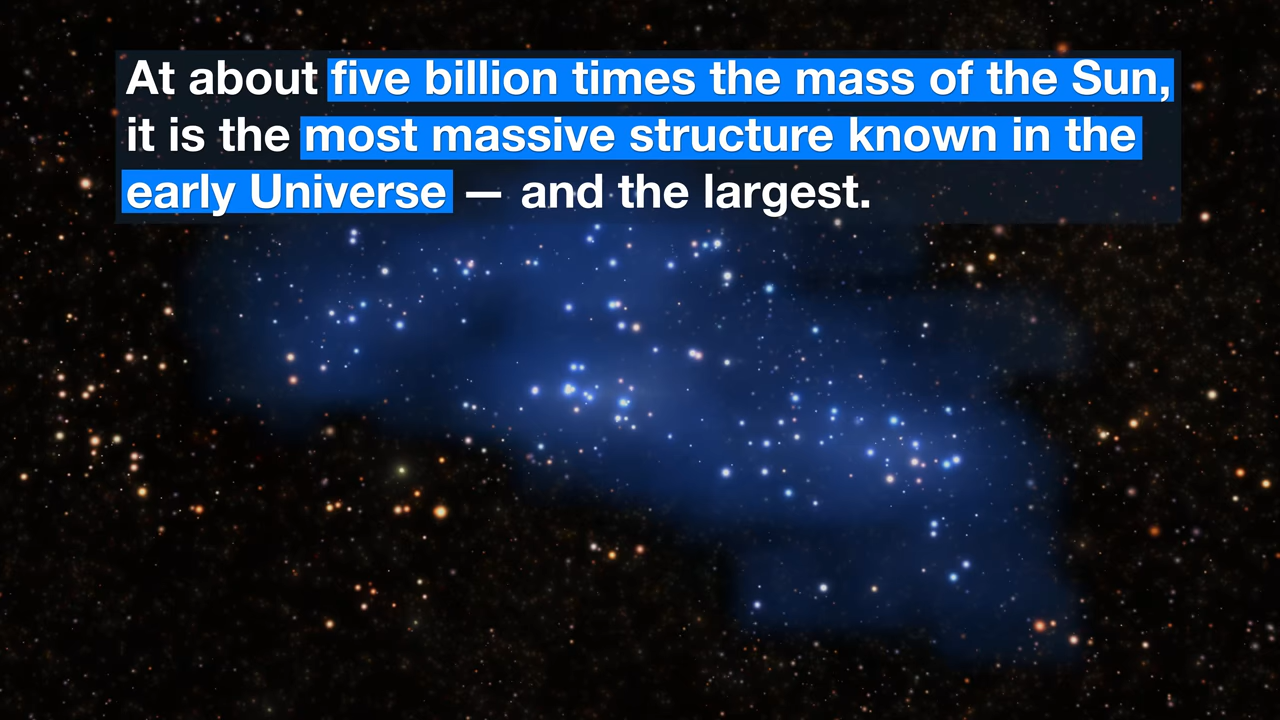 At about five billion times the mass of the Sun,
it is the most massive structure known in the
early Universe — and the largest.